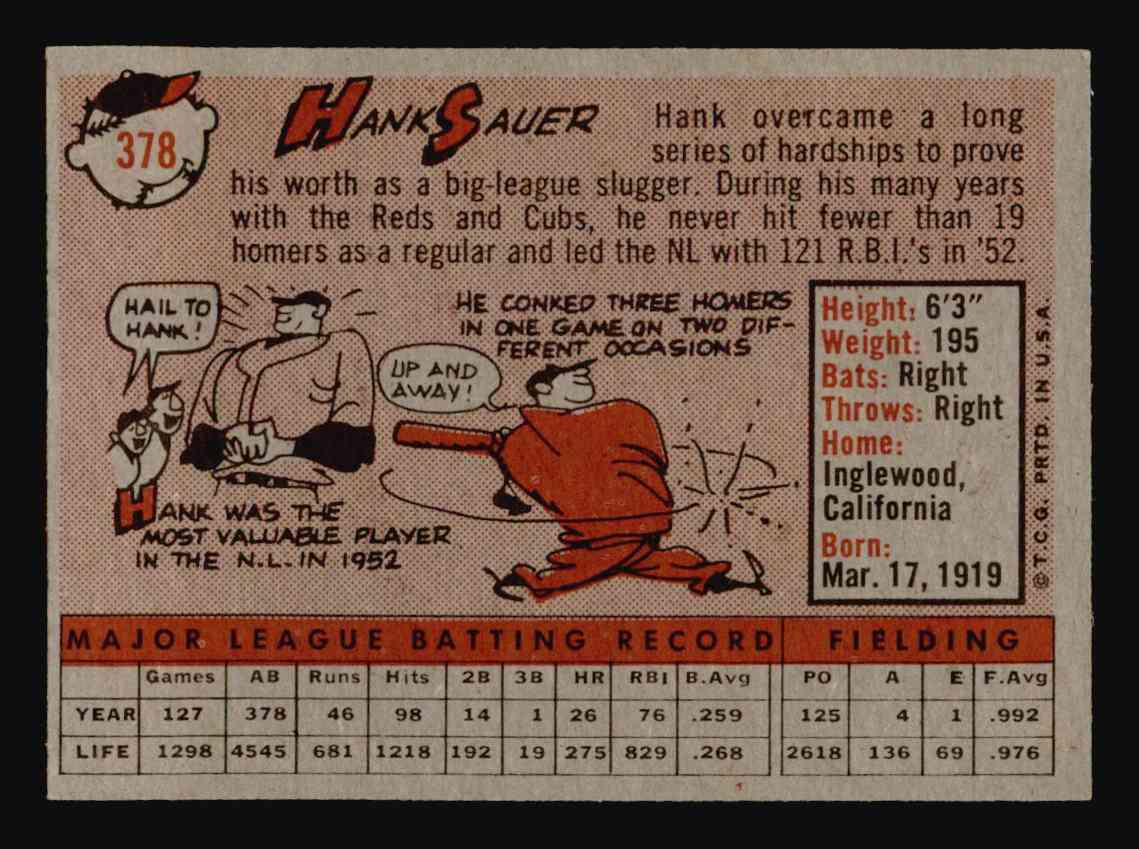 378
HANK SAUER
Hank overcame a long
series of hardships to prove
his worth as a big-league slugger. During his many years
with the Reds and Cubs, he never hit fewer than 19
homers as a regular and led the NL with 121 R.B.I.'s in '52.
HAIL TO
HANK!
HANK WAS THE
MOST VALUABLE PLAYER
IN THE N.L. IN 1952
HE CONKED THREE HOMERS
IN ONE GAME ON TWO DIF-
FERENT OCCASIONS
UP AND
AWAY!
Height: 6'3"
Weight: 195
Bats: Right
Throws: Right
Home:
Inglewood,
California
Born:
Mar. 17, 1919
© T.C.G. PRTD. IN U.S.A.
MAJOR LEAGUE BATTING RECORD FIELDING
Games AB Runs Hits 2B 3B HR RBI B.Avg PO A E F.Avg
YEAR 127 378 46 98 14 1 26 76 .259 125 4 1 .992
LIFE 1298 4545 681 1218 192 19 275 829 .268 2618 136 69 .976